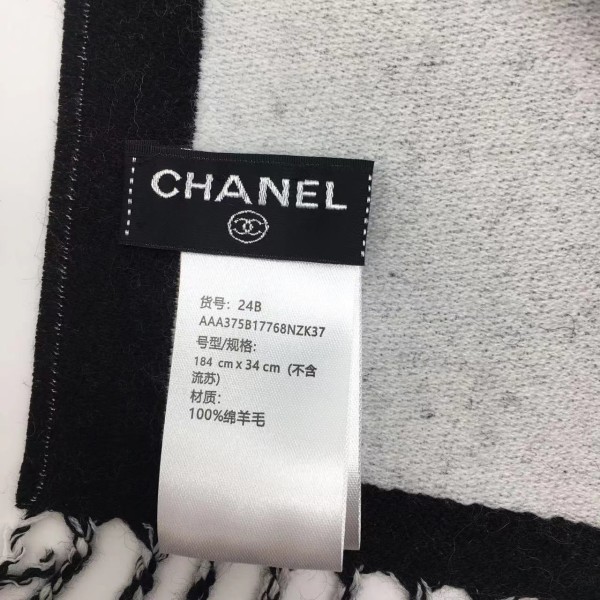 CHANEL
货号：24B
AAA375B17768NZK37
号型/规格：
184 cm x 34 cm (不含
流苏)
材质：
100%绵羊毛